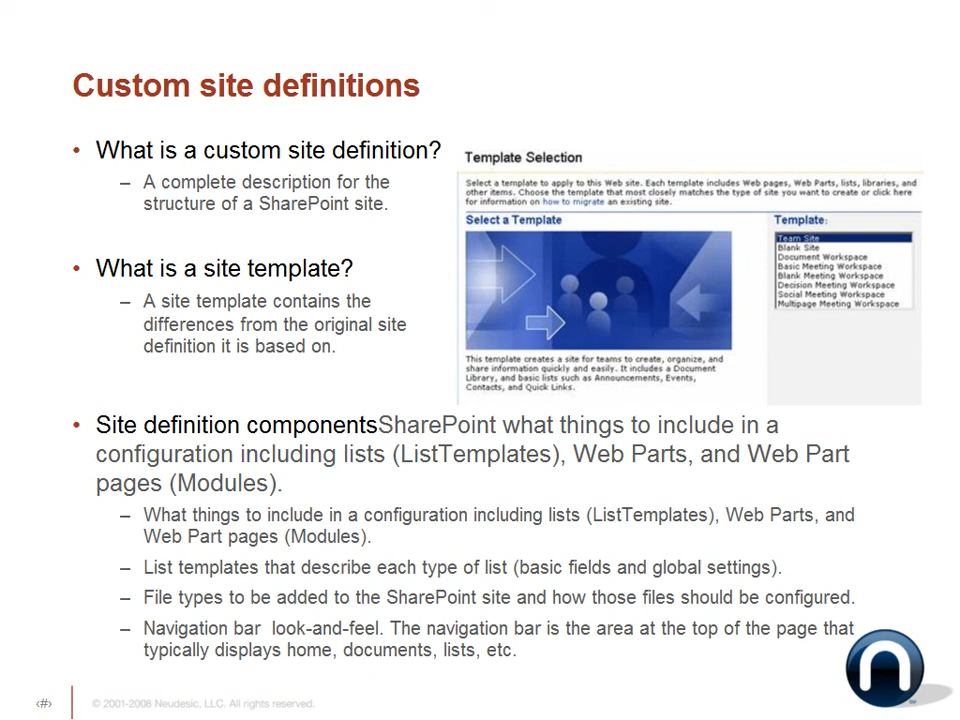 Custom site definitions
• What is a custom site definition?
– A complete description for the
structure of a SharePoint site.
• What is a site template?
– A site template contains the
differences from the original site
definition it is based on.
Template Selection
Select a template to apply to this Web site. Each template includes Web pages, Web Parts, lists, libraries, and
other items. Choose the template that most closely matches the type of site you want to create or click here
for information on how to migrate an existing site.
Select a Template
Template:
Team Site
Blank Site
Document Workspace
Basic Meeting Workspace
Blank Meeting Workspace
Decision Meeting Workspace
Social Meeting Workspace
Multipage Meeting Workspace
This template creates a site for teams to create, organize, and
share information quickly and easily. It includes a Document
Library, and basic lists such as Announcements, Events,
Contacts, and Quick Links.
• Site definition componentsSharePoint what things to include in a
configuration including lists (ListTemplates), Web Parts, and Web Part
pages (Modules).
– What things to include in a configuration including lists (ListTemplates), Web Parts, and
Web Part pages (Modules).
– List templates that describe each type of list (basic fields and global settings).
– File types to be added to the SharePoint site and how those files should be configured.
– Navigation bar  look-and-feel. The navigation bar is the area at the top of the page that
typically displays home, documents, lists, etc.
‹#›
© 2001-2008 Neudesic, LLC. All rights reserved.
n